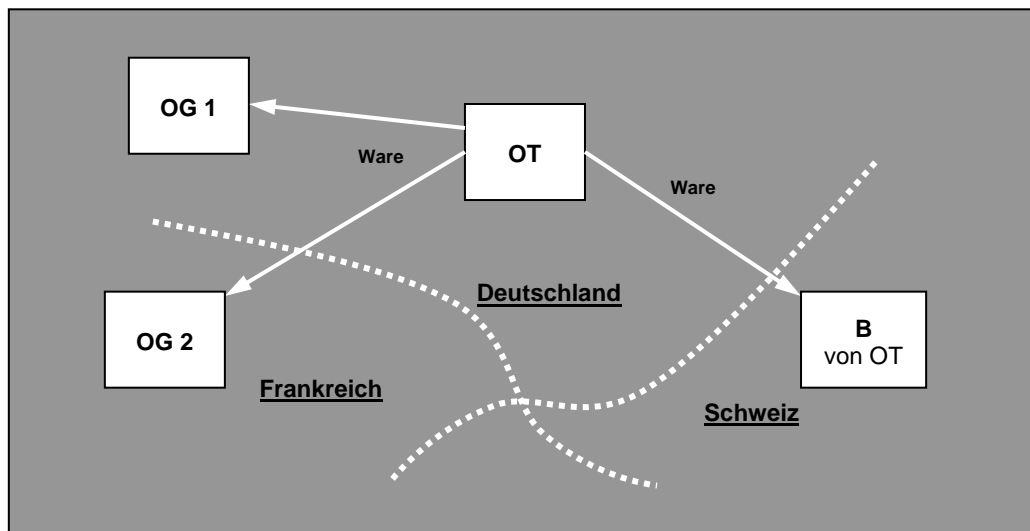 OG 1
OT
Ware
Ware
Deutschland
OG 2
B
von OT
Frankreich
Schweiz